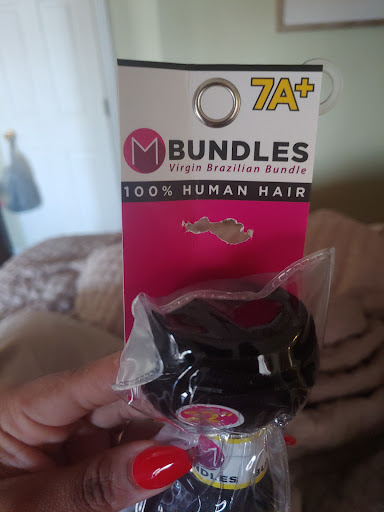 7A+
M BUNDLES
Virgin Brazilian Bundle
100% HUMAN HAIR
BUNDLES